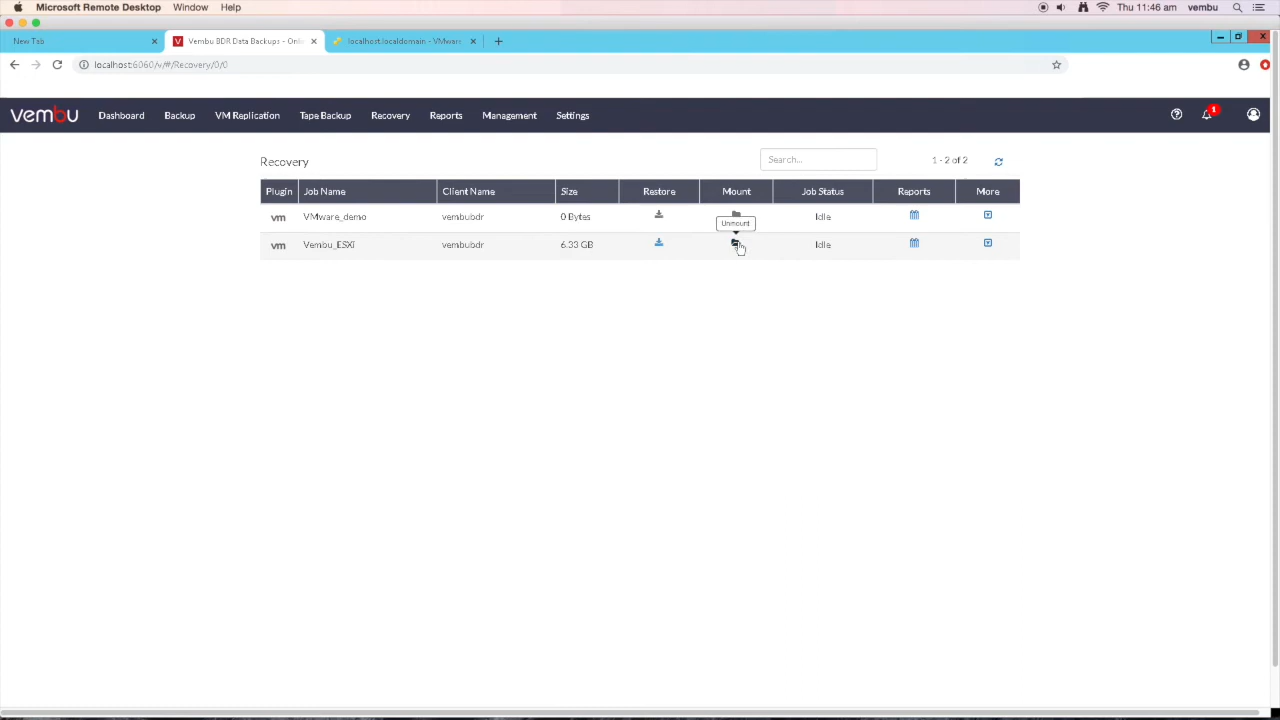 Microsoft Remote Desktop Window Help Thu 11:46 am vembu
New Tab Vembu BDR Data Backups - Onli localhost.localdomain - VMware
localhost:6060/v/#/Recovery/0/0
vembu Dashboard Backup VM Replication Tape Backup Recovery Reports Management Settings 1
Recovery Search... 1 - 2 of 2
Plugin Job Name Client Name Size Restore Mount Job Status Reports More
vm VMware_demo vembubdr 0 Bytes Idle
Unmount
vm Vembu_ESXi vembubdr 6.33 GB Idle